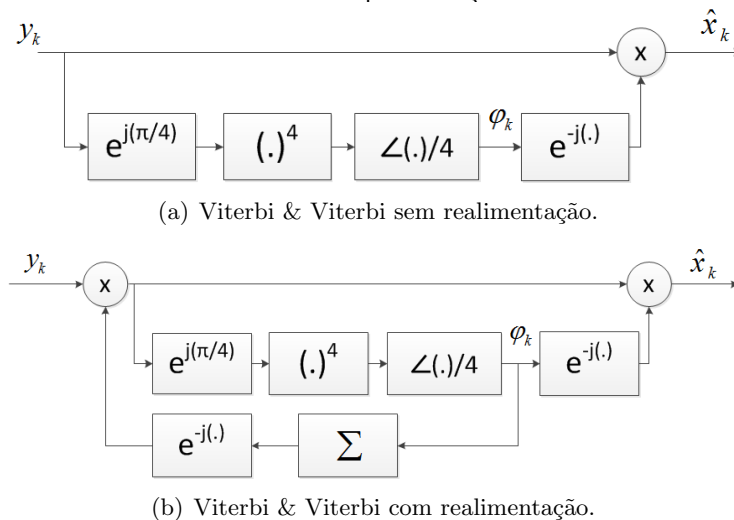 y_k
x
x̂_k
e^{j(π/4)}
(.)^4
∠(.)/4
φ_k
e^{-j(.)}
(a) Viterbi & Viterbi sem realimentação.
y_k
x
x
x̂_k
e^{j(π/4)}
(.)^4
∠(.)/4
φ_k
e^{-j(.)}
e^{-j(.)}
Σ
(b) Viterbi & Viterbi com realimentação.